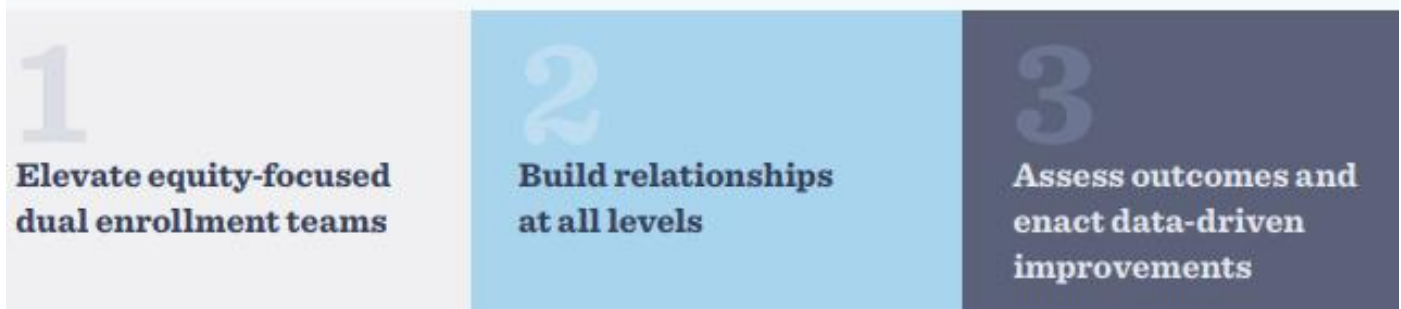 1
Elevate equity-focused
dual enrollment teams
2
Build relationships
at all levels
3
Assess outcomes and
enact data-driven
improvements